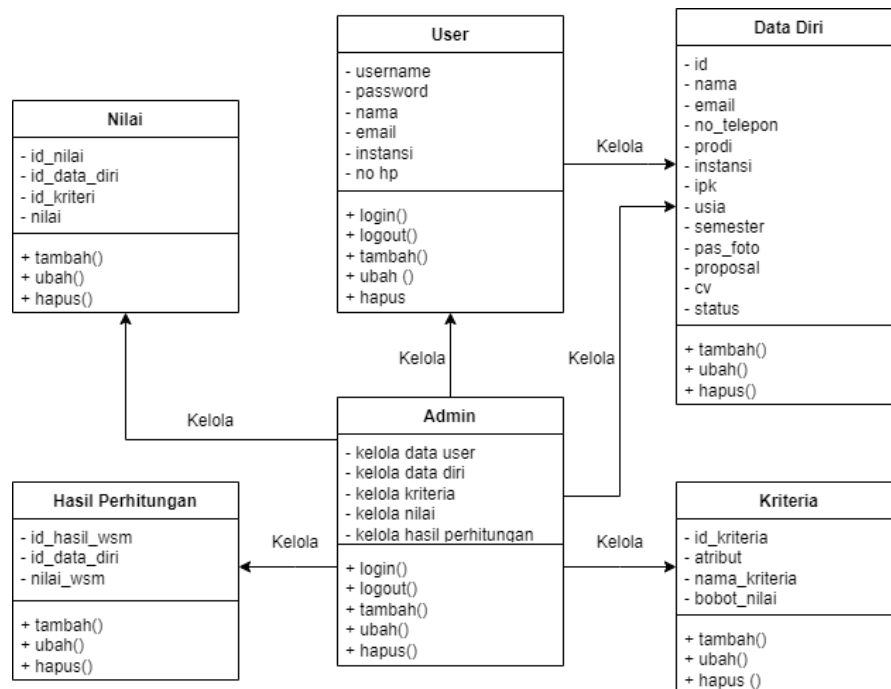 User
- username
- password
- nama
- email
- instansi
- no hp
+ login()
+ logout()
+ tambah()
+ ubah ()
+ hapus
Data Diri
- id
- nama
- email
- no_telepon
- prodi
- instansi
- ipk
- usia
- semester
- pas_foto
- proposal
- cv
- status
+ tambah()
+ ubah()
+ hapus()
Nilai
- id_nilai
- id_data_diri
- id_kriteri
- nilai
+ tambah()
+ ubah()
+ hapus()
Kelola
Kelola
Kelola
Kelola
Admin
- kelola data user
- kelola data diri
- kelola kriteria
- kelola nilai
- kelola hasil perhitungan
+ login()
+ logout()
+ tambah()
+ ubah()
+ hapus()
Hasil Perhitungan
- id_hasil_wsm
- id_data_diri
- nilai_wsm
+ tambah()
+ ubah()
+ hapus()
Kelola
Kelola
Kriteria
- id_kriteria
- atribut
- nama_kriteria
- bobot_nilai
+ tambah()
+ ubah()
+ hapus ()